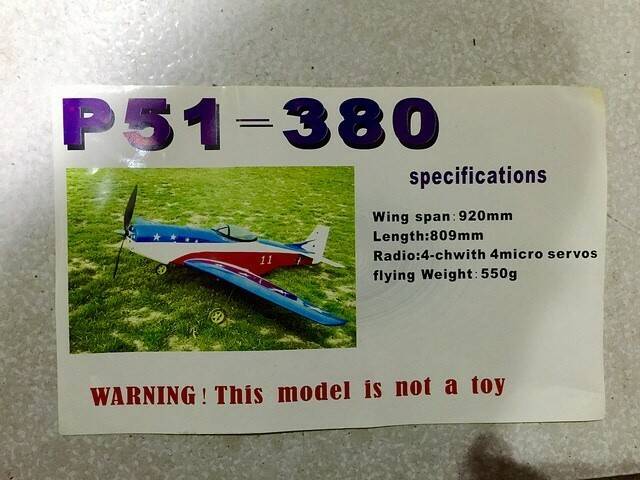 P51-380
specifications
Wing span:920mm
Length:809mm
Radio:4-chwith 4micro servos
flying Weight:550g
11
WARNING! This model is not a toy